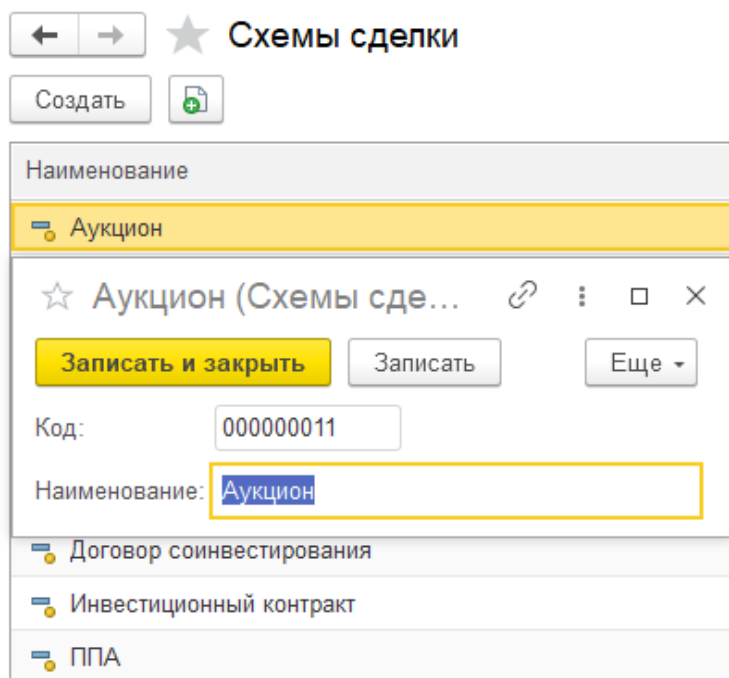 Схемы сделки
Создать
Наименование
Аукцион
Аукцион (Схемы сде...
Записать и закрыть Записать Еще
Код: 000000011
Наименование: Аукцион
Договор соинвестирования
Инвестиционный контракт
ППА